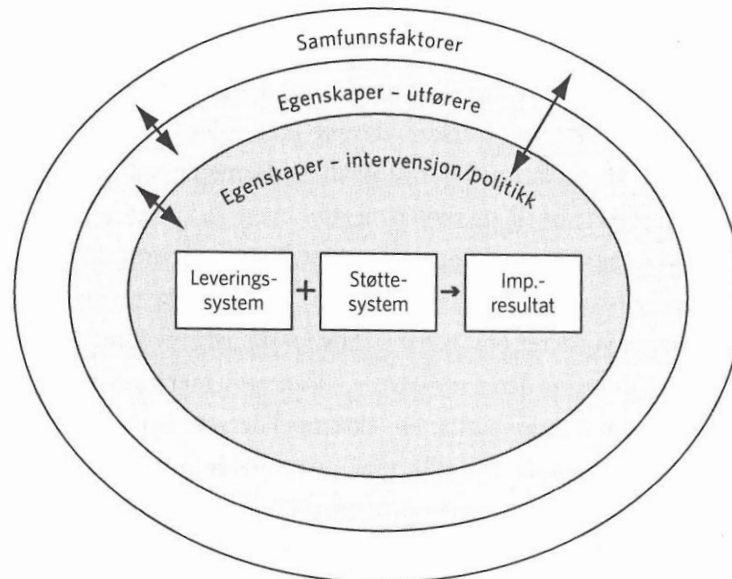 Samfunnsfaktorer
Egenskaper – utførere
Egenskaper – intervensjon/politikk
Leverings-
system
+
Støtte-
system
Imp.-
resultat